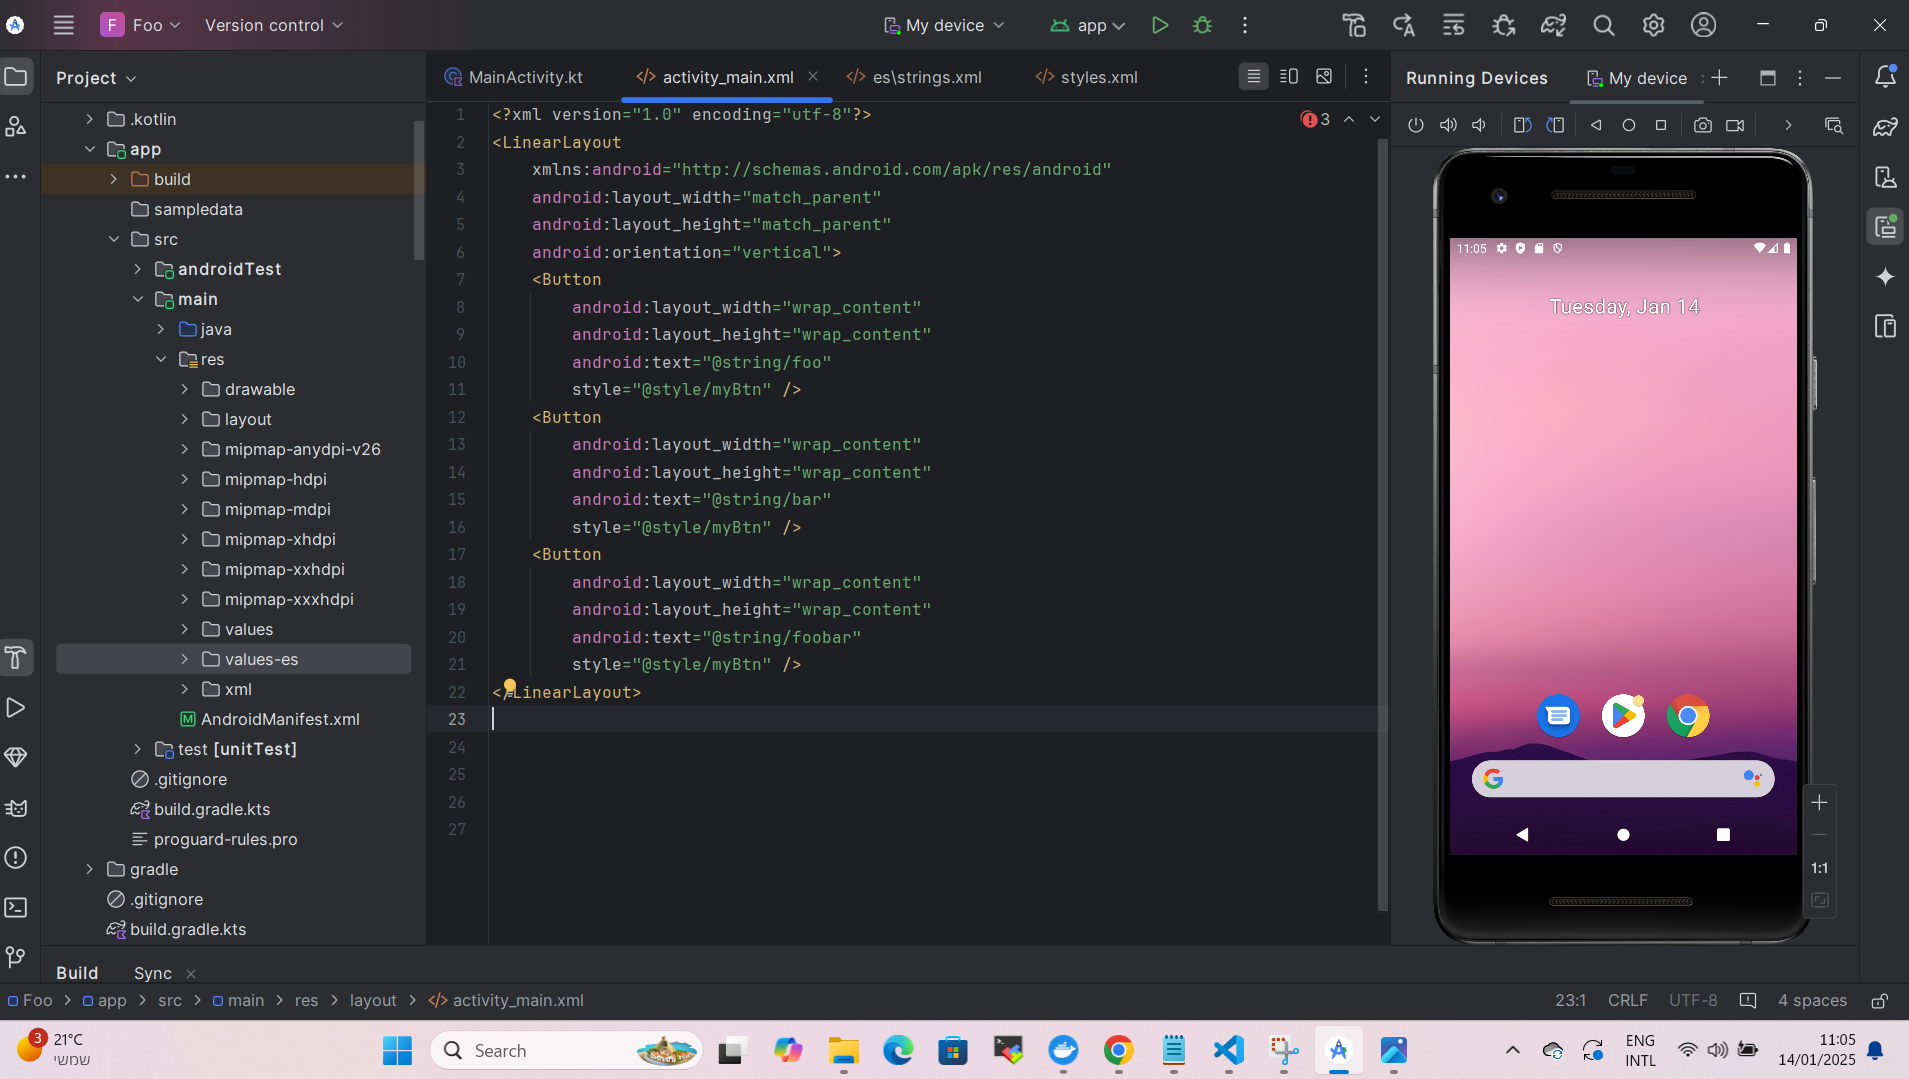 F Foo
Version control
My device
app
Project
.kotlin
app
build
sampledata
src
androidTest
main
java
res
drawable
layout
mipmap-anydpi-v26
mipmap-hdpi
mipmap-mdpi
mipmap-xhdpi
mipmap-xxhdpi
mipmap-xxxhdpi
values
values-es
xml
M AndroidManifest.xml
test [unitTest]
.gitignore
build.gradle.kts
proguard-rules.pro
gradle
.gitignore
build.gradle.kts
MainActivity.kt
</> activity_main.xml
</> es\strings.xml
</> styles.xml
3
1 <?xml version="1.0" encoding="utf-8"?>
2 <LinearLayout
3 xmlns:android="http://schemas.android.com/apk/res/android"
4 android:layout_width="match_parent"
5 android:layout_height="match_parent"
6 android:orientation="vertical">
7 <Button
8 android:layout_width="wrap_content"
9 android:layout_height="wrap_content"
10 android:text="@string/foo"
11 style="@style/myBtn" />
12 <Button
13 android:layout_width="wrap_content"
14 android:layout_height="wrap_content"
15 android:text="@string/bar"
16 style="@style/myBtn" />
17 <Button
18 android:layout_width="wrap_content"
19 android:layout_height="wrap_content"
20 android:text="@string/foobar"
21 style="@style/myBtn" />
22 </LinearLayout>
23
24
25
26
27
Running Devices
My device
11:05
Tuesday, Jan 14
1:1
Build
Sync
Foo > app > src > main > res > layout > </> activity_main.xml
23:1
CRLF
UTF-8
4 spaces
3
21°C
שמשי
Search
ENG
INTL
11:05
14/01/2025